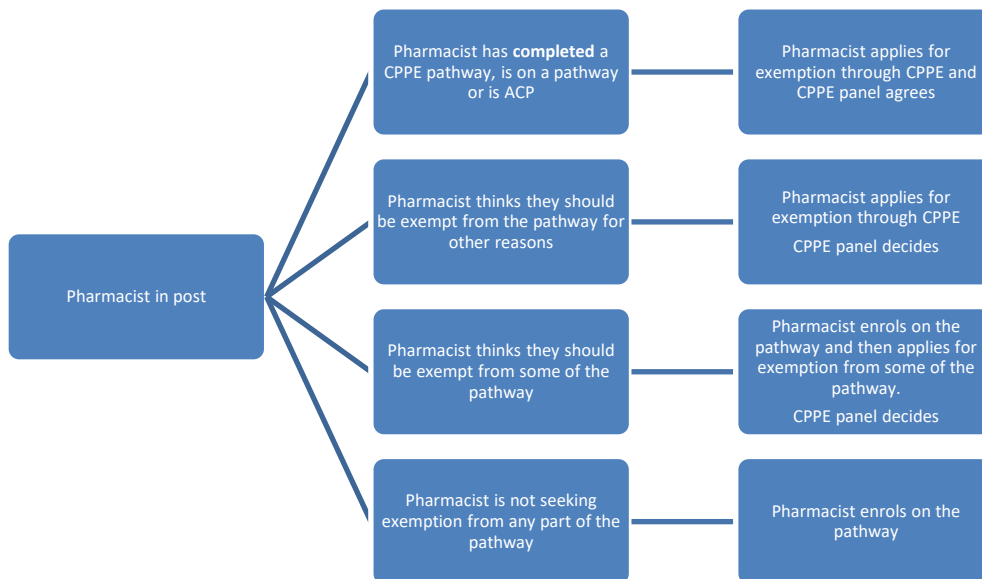 Pharmacist in post
Pharmacist has completed a
CPPE pathway, is on a pathway
or is ACP
Pharmacist applies for
exemption through CPPE and
CPPE panel agrees
Pharmacist thinks they should
be exempt from the pathway for
other reasons
Pharmacist applies for
exemption through CPPE
CPPE panel decides
Pharmacist thinks they should
be exempt from some of the
pathway
Pharmacist enrols on the
pathway and then applies for
exemption from some of the
pathway.
CPPE panel decides
Pharmacist is not seeking
exemption from any part of the
pathway
Pharmacist enrols on the
pathway